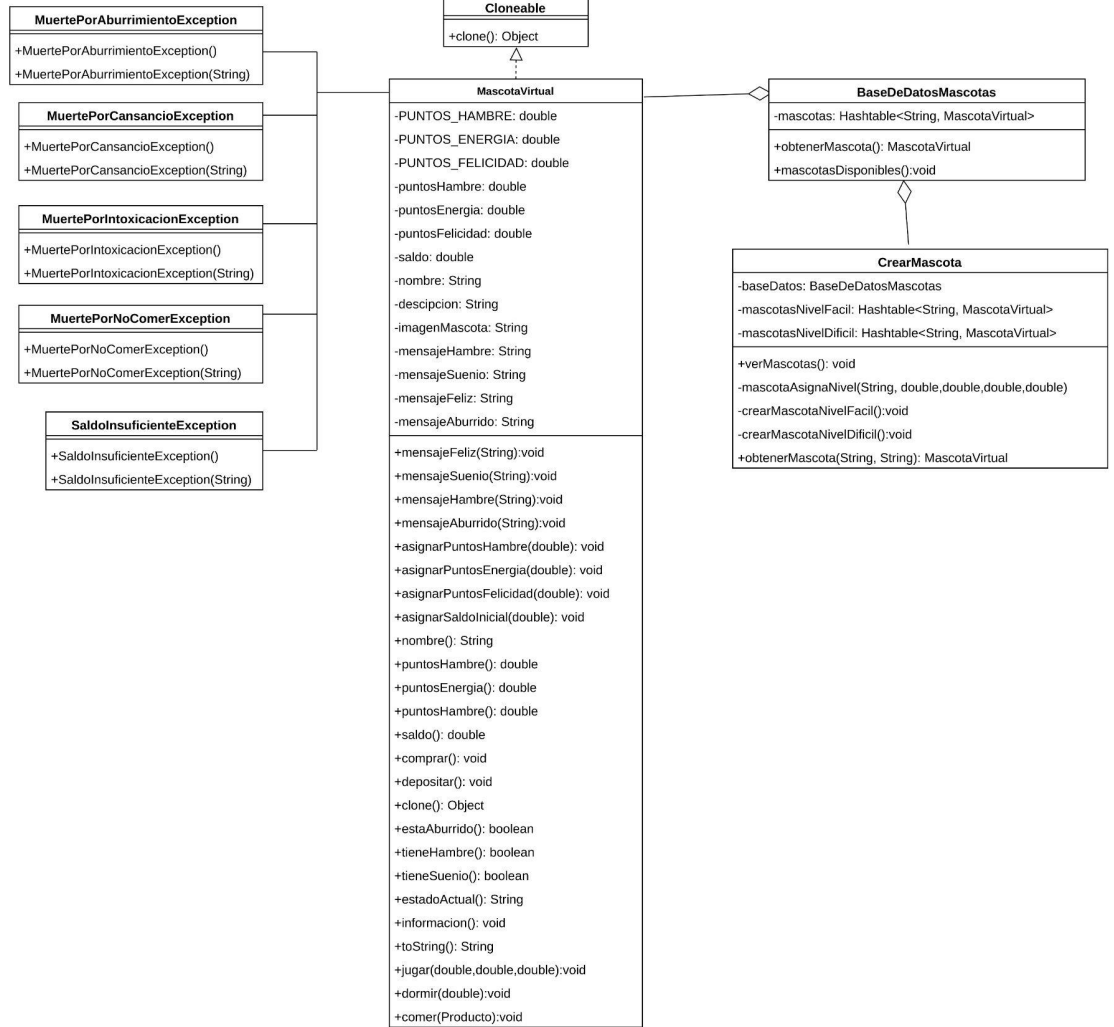 MuertePorAburrimientoException
+MuertePorAburrimientoException()
+MuertePorAburrimientoException(String)
MuertePorCansancioException
+MuertePorCansancioException()
+MuertePorCansancioException(String)
MuertePorIntoxicacionException
+MuertePorIntoxicacionException()
+MuertePorIntoxicacionException(String)
MuertePorNoComerException
+MuertePorNoComerException()
+MuertePorNoComerException(String)
SaldoInsuficienteException
+SaldoInsuficienteException()
+SaldoInsuficienteException(String)
Cloneable
+clone(): Object
MascotaVirtual
-PUNTOS_HAMBRE: double
-PUNTOS_ENERGIA: double
-PUNTOS_FELICIDAD: double
-puntosHambre: double
-puntosEnergia: double
-puntosFelicidad: double
-saldo: double
-nombre: String
-descipcion: String
-imagenMascota: String
-mensajeHambre: String
-mensajeSuenio: String
-mensajeFeliz: String
-mensajeAburrido: String
+mensajeFeliz(String):void
+mensajeSuenio(String):void
+mensajeHambre(String):void
+mensajeAburrido(String):void
+asignarPuntosHambre(double): void
+asignarPuntosEnergia(double): void
+asignarPuntosFelicidad(double): void
+asignarSaldoInicial(double): void
+nombre(): String
+puntosHambre(): double
+puntosEnergia(): double
+puntosHambre(): double
+saldo(): double
+comprar(): void
+depositar(): void
+clone(): Object
+estaAburrido(): boolean
+tieneHambre(): boolean
+tieneSuenio(): boolean
+estadoActual(): String
+informacion(): void
+toString(): String
+jugar(double,double,double):void
+dormir(double):void
+comer(Producto):void
BaseDeDatosMascotas
-mascotas: Hashtable<String, MascotaVirtual>
+obtenerMascota(): MascotaVirtual
+mascotasDisponibles():void
CrearMascota
-baseDatos: BaseDeDatosMascotas
-mascotasNivelFacil: Hashtable<String, MascotaVirtual>
-mascotasNivelDificil: Hashtable<String, MascotaVirtual>
+verMascotas(): void
-mascotaAsignaNivel(String, double,double,double,double)
-crearMascotaNivelFacil():void
-crearMascotaNivelDificil():void
+obtenerMascota(String, String): MascotaVirtual